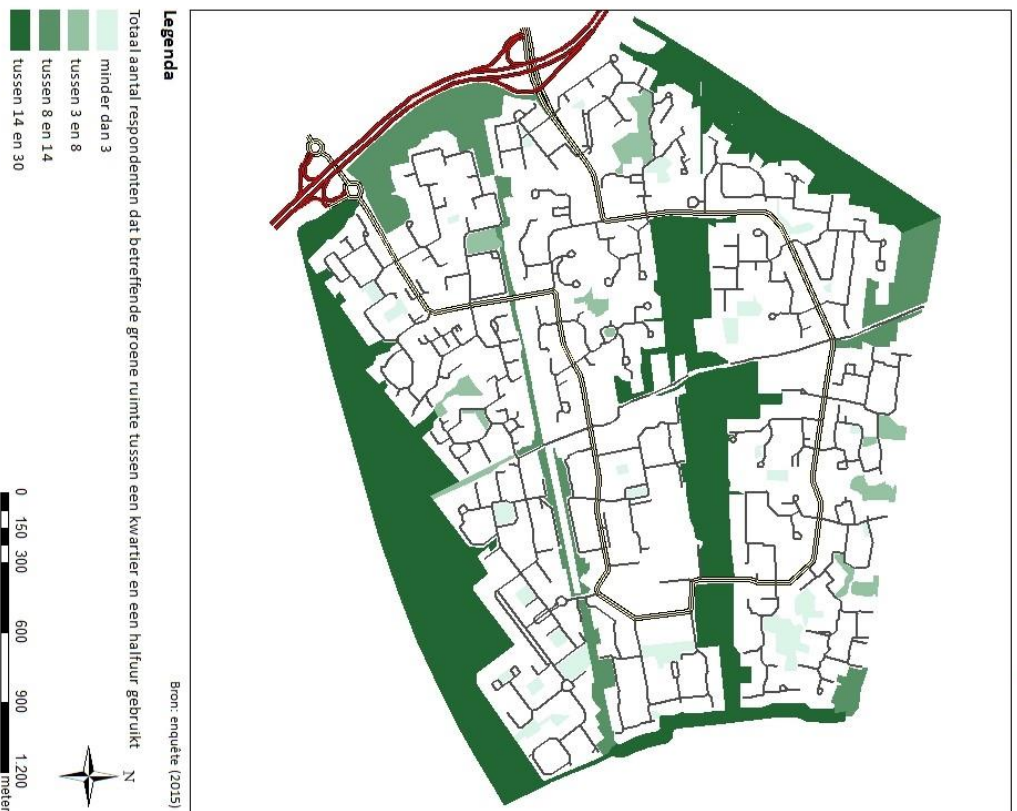 Legenda
Bron: enquête (2015)
Totaal aantal respondenten dat betreffende groene ruimte tussen een kwartier en een halfuur gebruikt
minder dan 3
tussen 3 en 8
tussen 8 en 14
tussen 14 en 30
N
0 150 300 600 900 1.200
meter